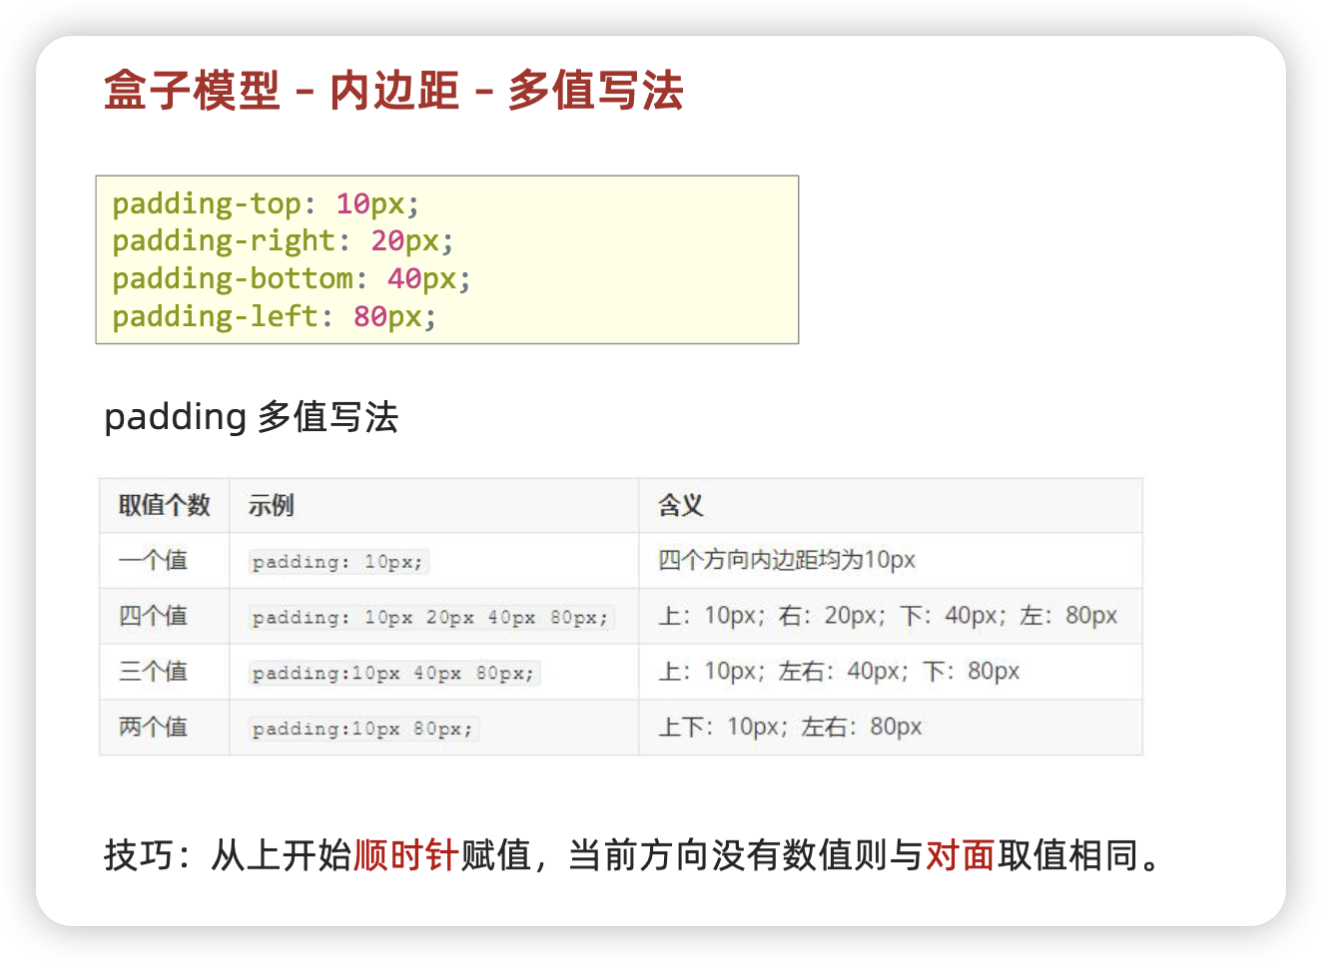 盒子模型 – 内边距 – 多值写法
padding-top: 10px;
padding-right: 20px;
padding-bottom: 40px;
padding-left: 80px;
padding 多值写法
取值个数 示例 含义
一个值 padding: 10px; 四个方向内边距均为10px
四个值 padding: 10px 20px 40px 80px; 上：10px；右：20px；下：40px；左：80px
三个值 padding:10px 40px 80px; 上：10px；左右：40px；下：80px
两个值 padding:10px 80px; 上下：10px；左右：80px
技巧：从上开始顺时针赋值，当前方向没有数值则与对面取值相同。